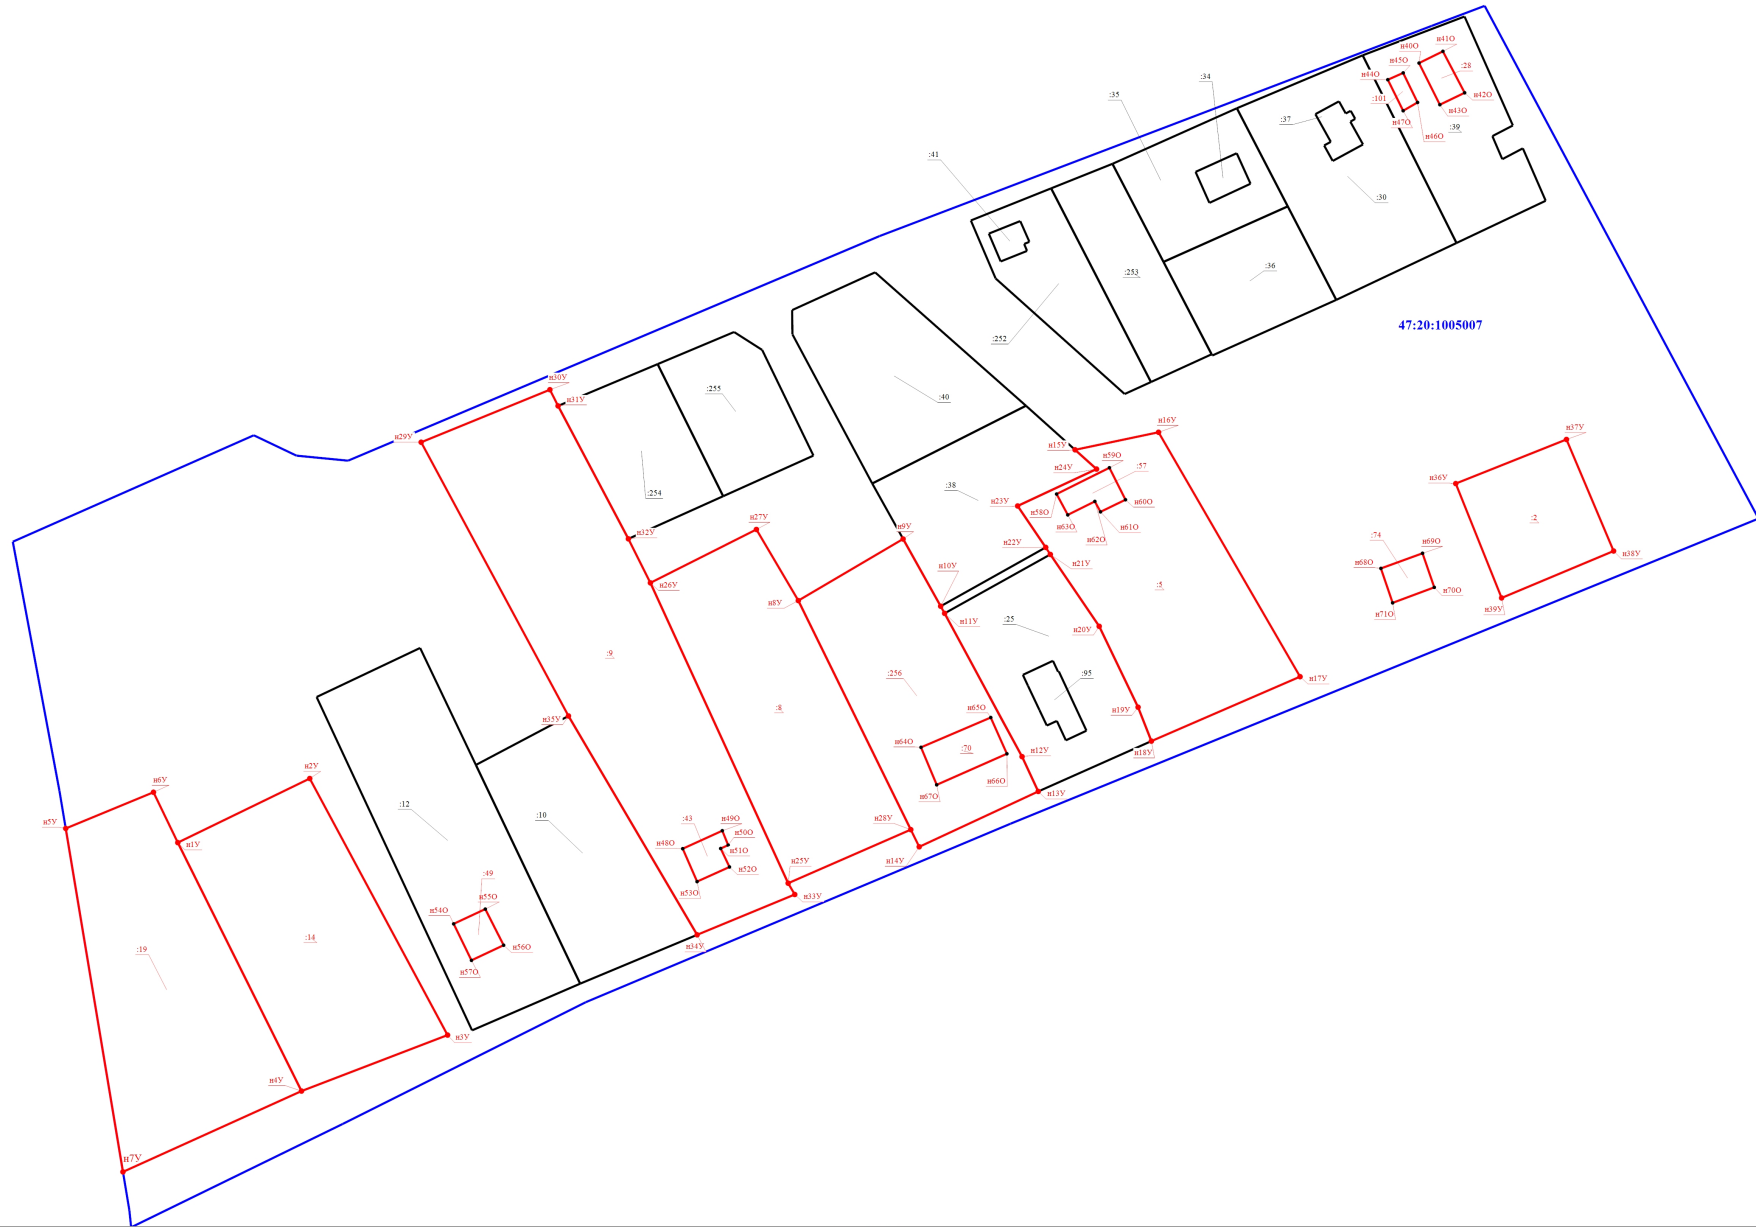 н41О
н40О
:28
н45О
н44О
:34
н42О
:35
:101
н43О
:37
н47О
:39
н46О
:41
:30
:36
:253
47:20:1005007
:252
н30У
:255
н31У
:40
н16У
н37У
н29У
н15У
н59О
н24У
:57
н36У
:254
:38
н23У
н60О
н58О
:2
н27У
н63О
н61О
н9У
н32У
н62О
:74
н69О
н22У
н38У
н21У
н68О
н10У
н26У
:5
н70О
н8У
н71О
н39У
н11У
:25
н20У
:9
:256
:95
н17У
:8
н65О
н19У
н35У
н64О
:70
н12У
н18У
н2У
н66О
н6У
н13У
н67О
:12
:10
н5У
:43
н49О
н28У
н50О
н1У
н48О
н51О
н14У
н25У
н52О
:49
н53О
н33У
н55О
н54О
:14
н34У
н56О
:19
н57О
н3У
н4У
н7У